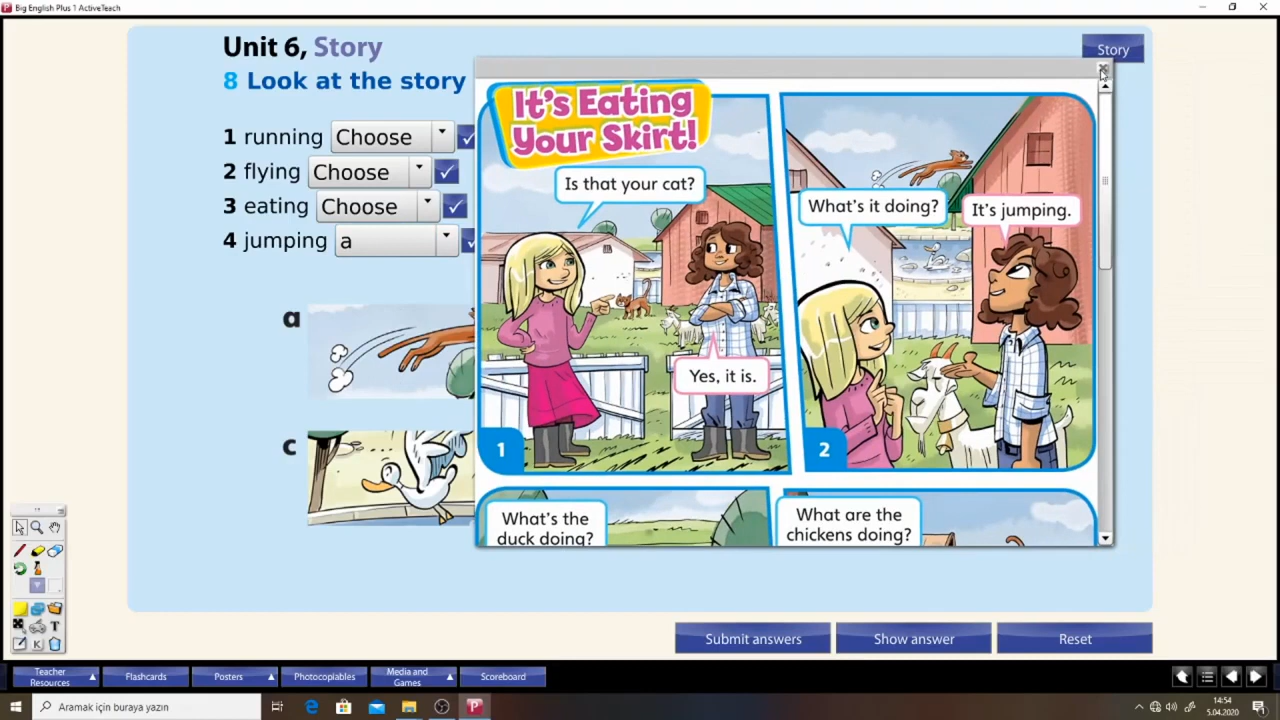 Big English Plus 1 ActiveTeach
Unit 6, Story
Story
8 Look at the story
1 running Choose
2 flying Choose
3 eating Choose
4 jumping a
a
c
It's Eating
Your Skirt!
Is that your cat?
Yes, it is.
1
What's it doing?
It's jumping.
2
What's the
duck doing?
What are the
chickens doing?
Submit answers
Show answer
Reset
Teacher
Resources
Flashcards
Posters
Photocopiables
Media and
Games
Scoreboard
Aramak için buraya yazın
14:54
5.04.2020